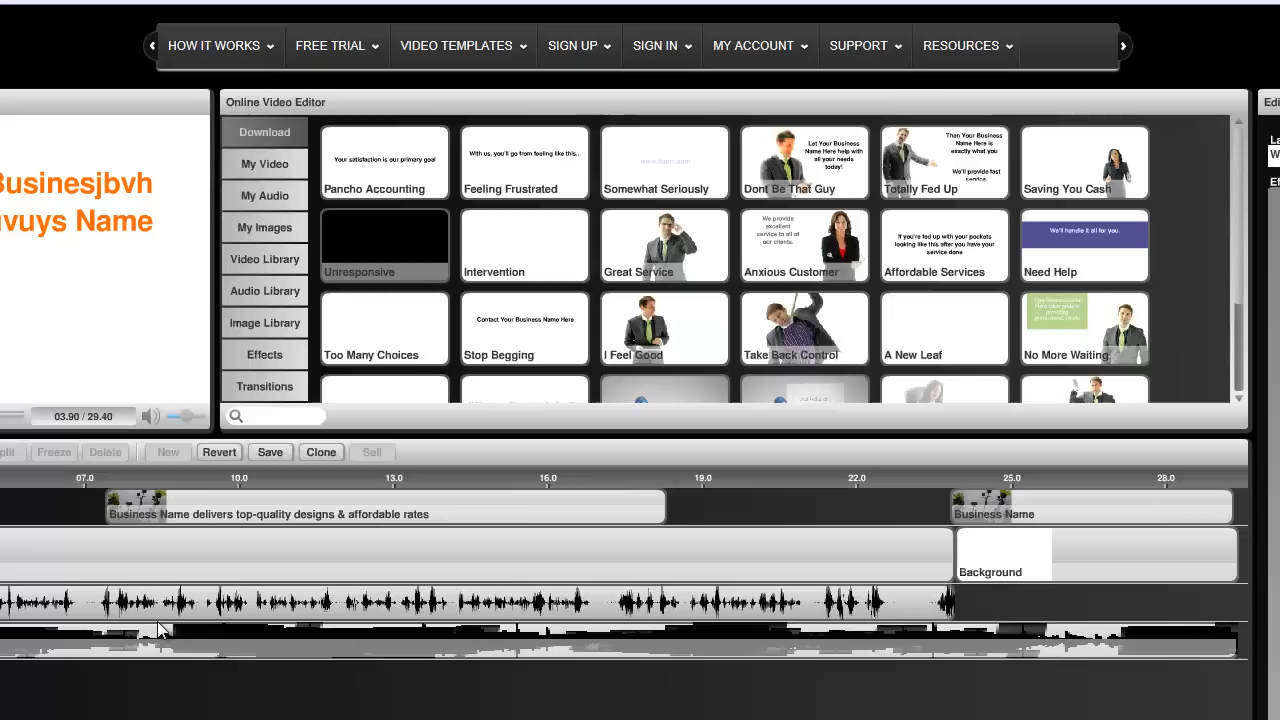 HOW IT WORKS
FREE TRIAL
VIDEO TEMPLATES
SIGN UP
SIGN IN
MY ACCOUNT
SUPPORT
RESOURCES
Online Video Editor
Edi
Businesjbvh
vuys Name
Download
My Video
My Audio
My Images
Video Library
Audio Library
Image Library
Effects
Transitions
Your satisfaction is our primary goal
Pancho Accounting
With us, you'll go from feeling like this...
Feeling Frustrated
Somewhat Seriously
Let Your Business
Name Here help with
all your needs
today!
Dont Be That Guy
Then Your Business
Name Here is
exactly what you
We'll provide fast
service.
Totally Fed Up
Saving You Cash
Unresponsive
Intervention
Great Service
We provide
excellent
service to all of
our clients.
Anxious Customer
If you're fed up with your pockets
looking like this after you have your
service done
Affordable Services
We'll handle it all for you.
Need Help
Too Many Choices
Contact Your Business Name Here
Stop Begging
I Feel Good
Take Back Control
A New Leaf
No More Waiting
03.90 / 29.40
plit
Freeze
Delete
New
Revert
Save
Clone
Sell
07.0
10.0
13.0
16.0
19.0
22.0
25.0
28.0
Business Name delivers top-quality designs & affordable rates
Business Name
Background